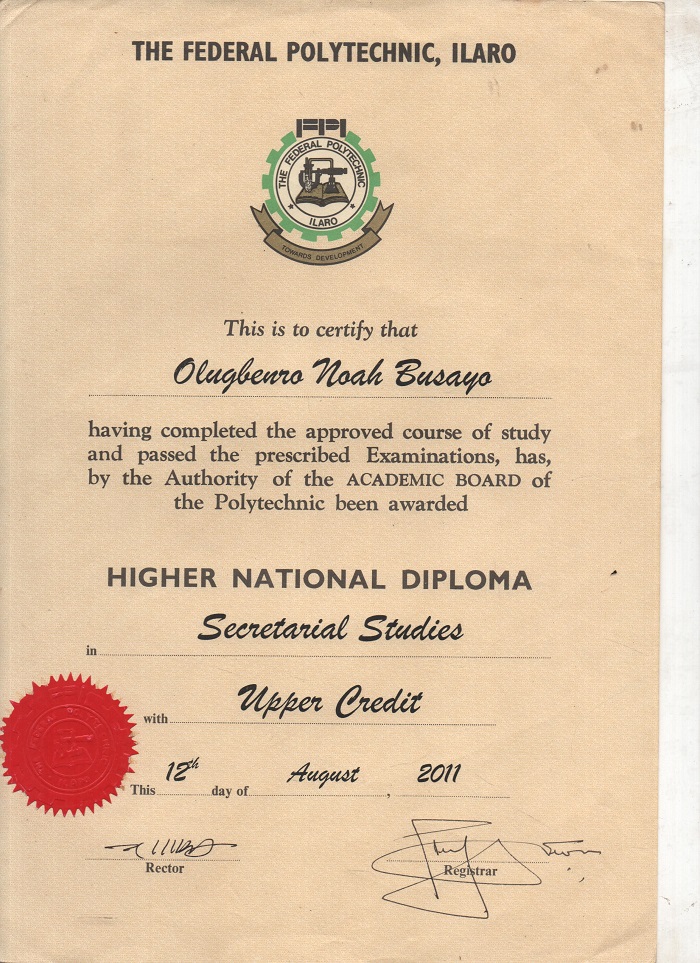 THE FEDERAL POLYTECHNIC, ILARO
FPI
THE FEDERAL POLYTECHNIC
ILARO
TOWARDS DEVELOPMENT
This is to certify that
Olugbenro Noah Busayo
having completed the approved course of study
and passed the prescribed Examinations, has,
by the Authority of the ACADEMIC BOARD of
the Polytechnic been awarded
HIGHER NATIONAL DIPLOMA
in Secretarial Studies
with Upper Credit
This 12th day of August, 2011
Rector
Registrar